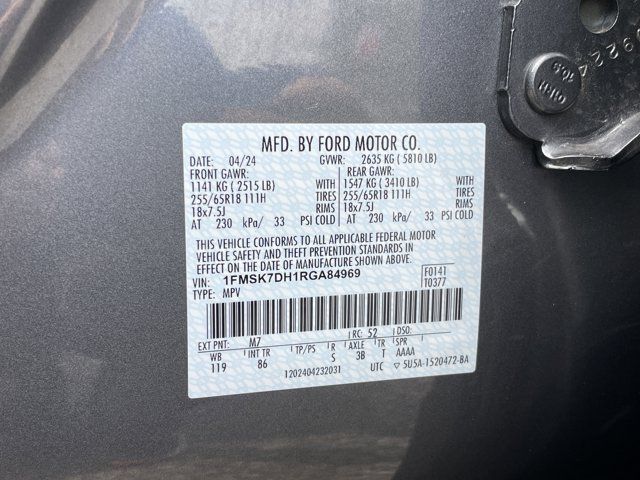 MFD. BY FORD MOTOR CO.
DATE: 04/24 GVWR: 2635 KG ( 5810 LB)
FRONT GAWR: REAR GAWR:
1141 KG ( 2515 LB) WITH 1547 KG ( 3410 LB) WITH
255/65R18 111H TIRES 255/65R18 111H TIRES
18x7.5J RIMS 18x7.5J RIMS
AT 230 kPa/ 33 PSI COLD AT 230 kPa/ 33 PSI COLD
THIS VEHICLE CONFORMS TO ALL APPLICABLE FEDERAL MOTOR
VEHICLE SAFETY AND THEFT PREVENTION STANDARDS IN
EFFECT ON THE DATE OF MANUFACTURE SHOWN ABOVE.
VIN: 1FMSK7DH1RGA84969 F0141
TYPE: MPV T0377
EXT PNT: M7 RC: 52 DSO:
WB INT TR TP/PS R AXLE TR SPR
119 86 S 3B T AAAA
1202404232031 UTC ▽ 5U5A-1520472-BA